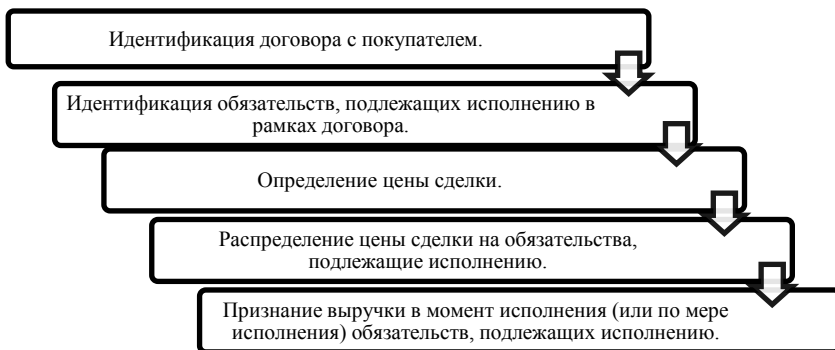 Идентификация договора с покупателем.
Идентификация обязательств, подлежащих исполнению в
рамках договора.
Определение цены сделки.
Распределение цены сделки на обязательства,
подлежащие исполнению.
Признание выручки в момент исполнения (или по мере
исполнения) обязательств, подлежащих исполнению.